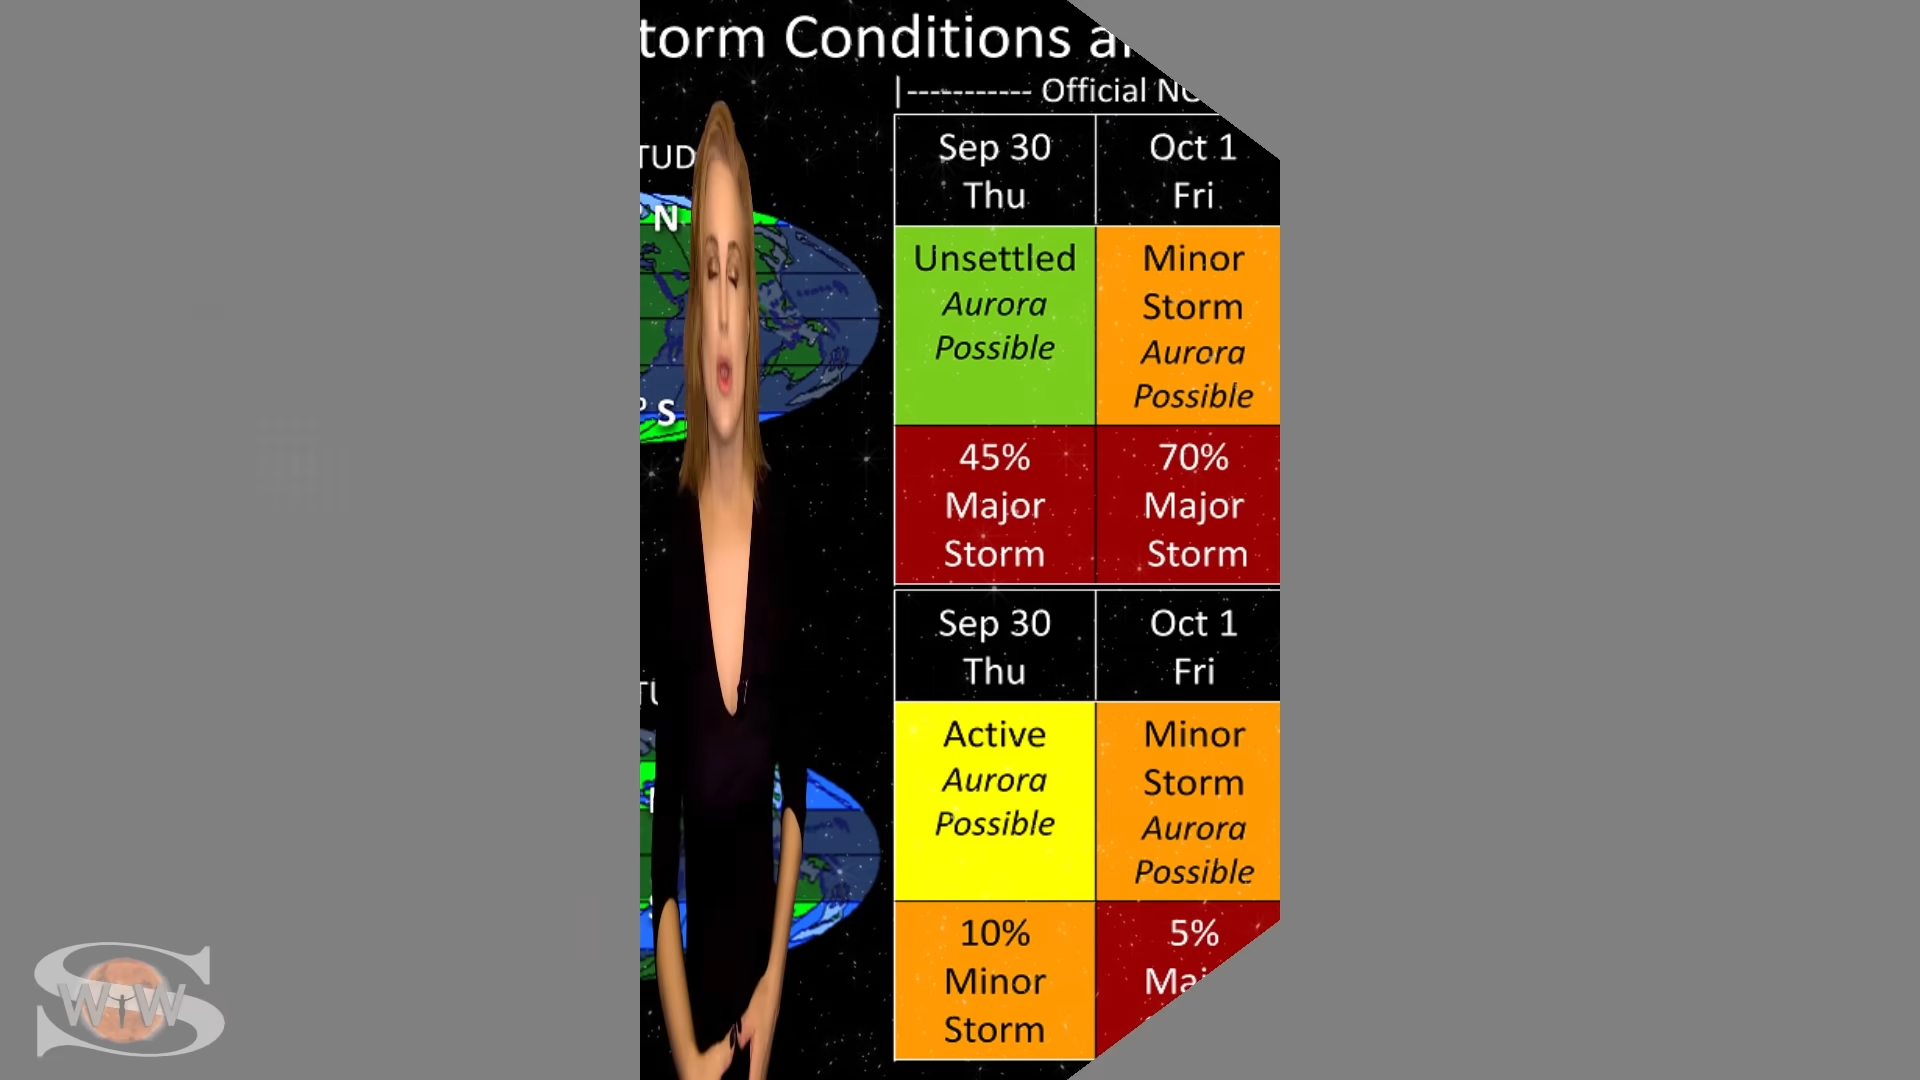 torm Conditions a
|----------- Official N
TUD
Sep 30
Thu
Oct 1
Fri
N
Unsettled
Aurora
Possible
Minor
Storm
Aurora
Possible
S
45%
Major
Storm
70%
Major
Storm
Sep 30
Thu
Oct 1
Fri
Active
Aurora
Possible
Minor
Storm
Aurora
Possible
10%
Minor
Storm
5%
Maj
SWW